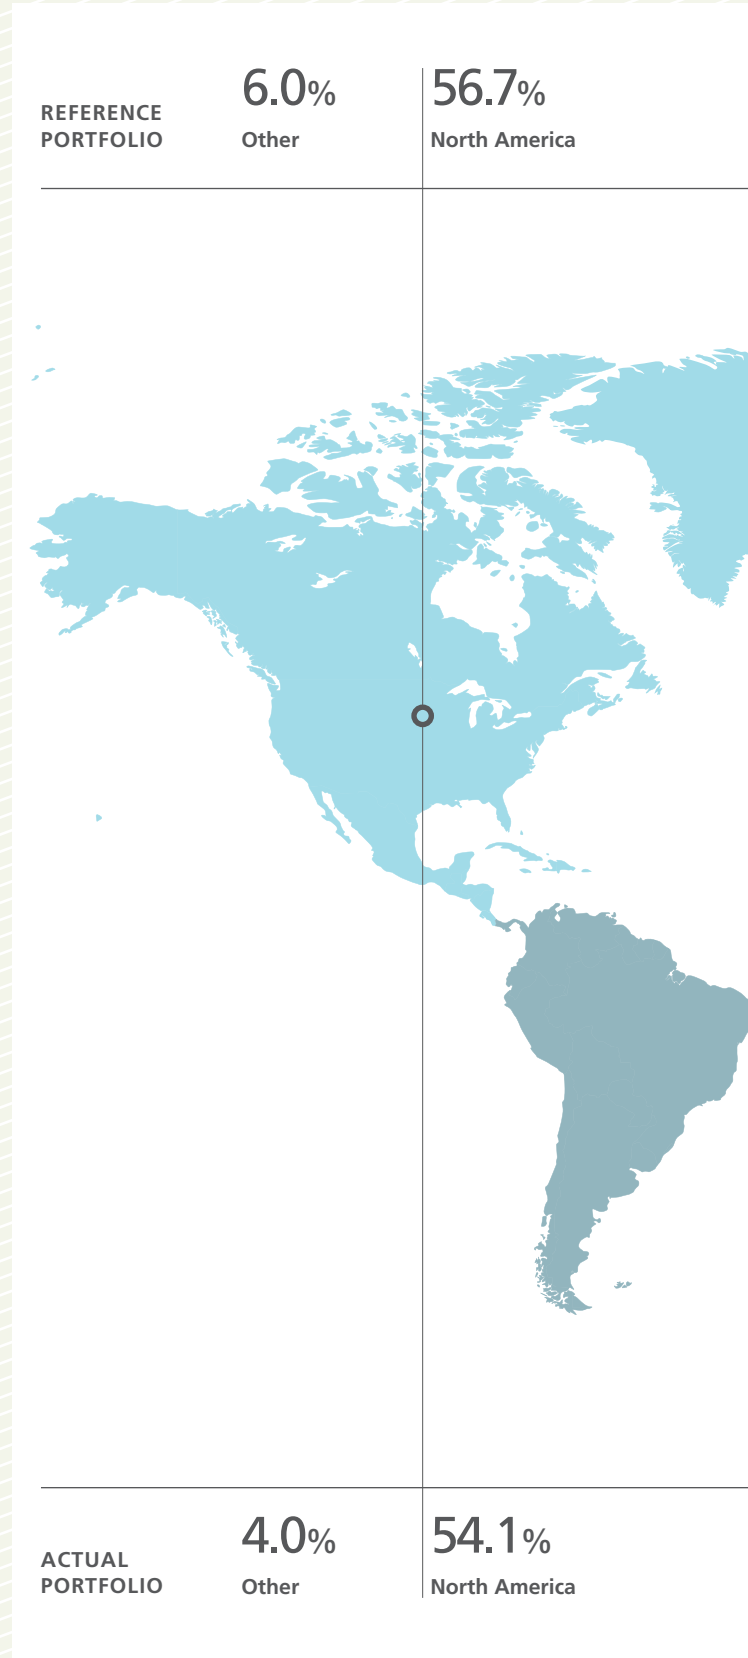 REFERENCE
PORTFOLIO
6.0%
Other
56.7%
North America
ACTUAL
PORTFOLIO
4.0%
Other
54.1%
North America